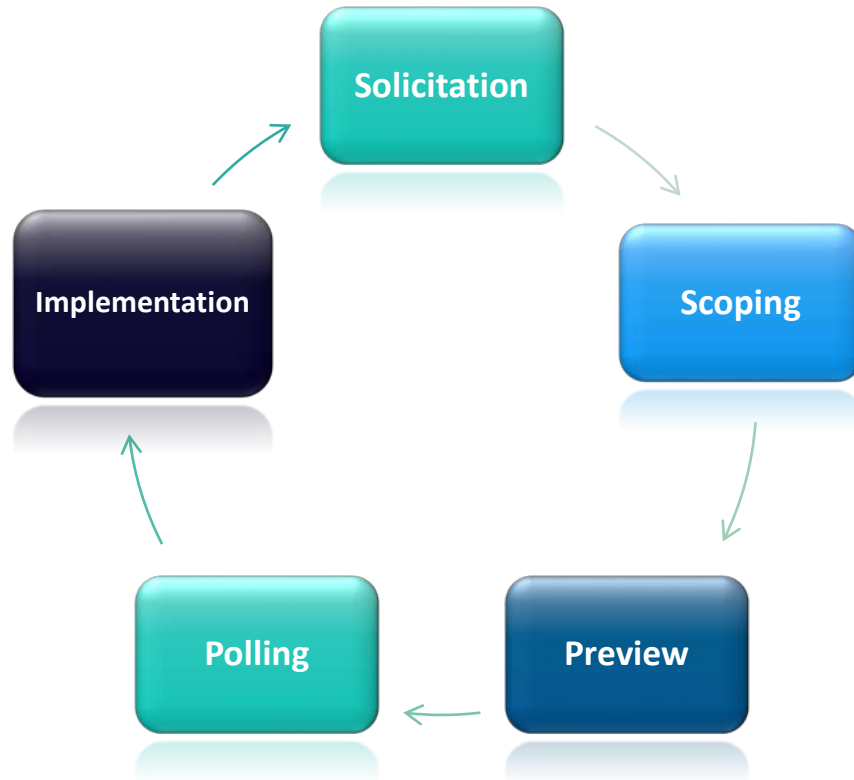 Solicitation
Scoping
Preview
Polling
Implementation